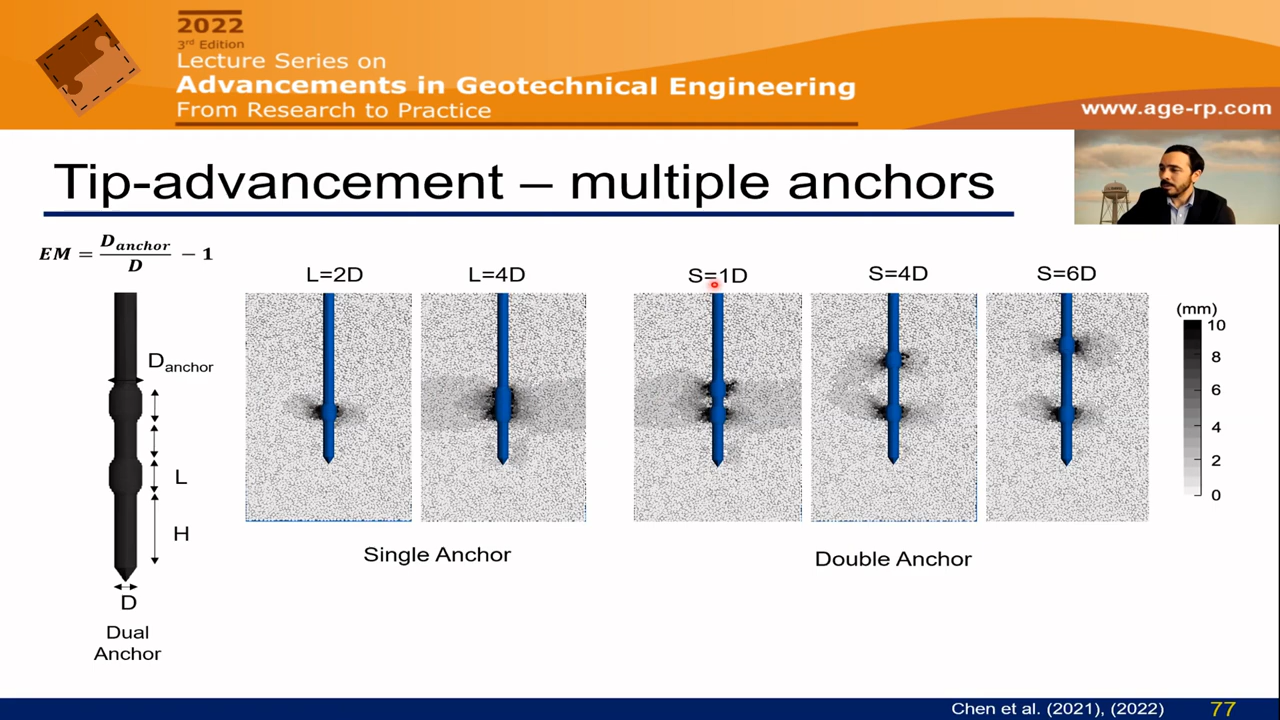 2022
3rd Edition
Lecture Series on
Advancements in Geotechnical Engineering
From Research to Practice
www.age-rp.com
Tip-advancement – multiple anchors
EM = D_anchor / D − 1
L=2D
L=4D
S=1D
S=4D
S=6D
(mm)
10
8
6
4
2
0
D_anchor
L
H
D
Dual
Anchor
Single Anchor
Double Anchor
Chen et al. (2021), (2022)
77